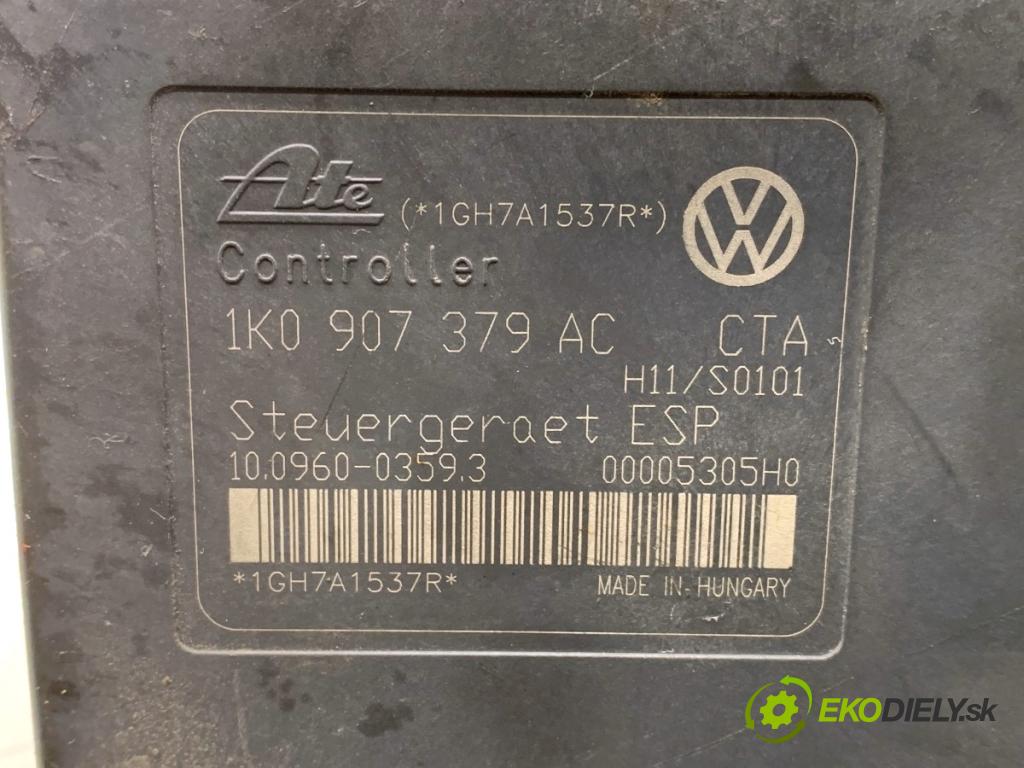 Ate (*1GH7A1537R*)
Controller
1K0 907 379 AC CTA
H11/S0101
Steuergeraet ESP
10.0960-0359.3 00005305H0
*1GH7A1537R* MADE IN HUNGARY
EKODIELY.sk